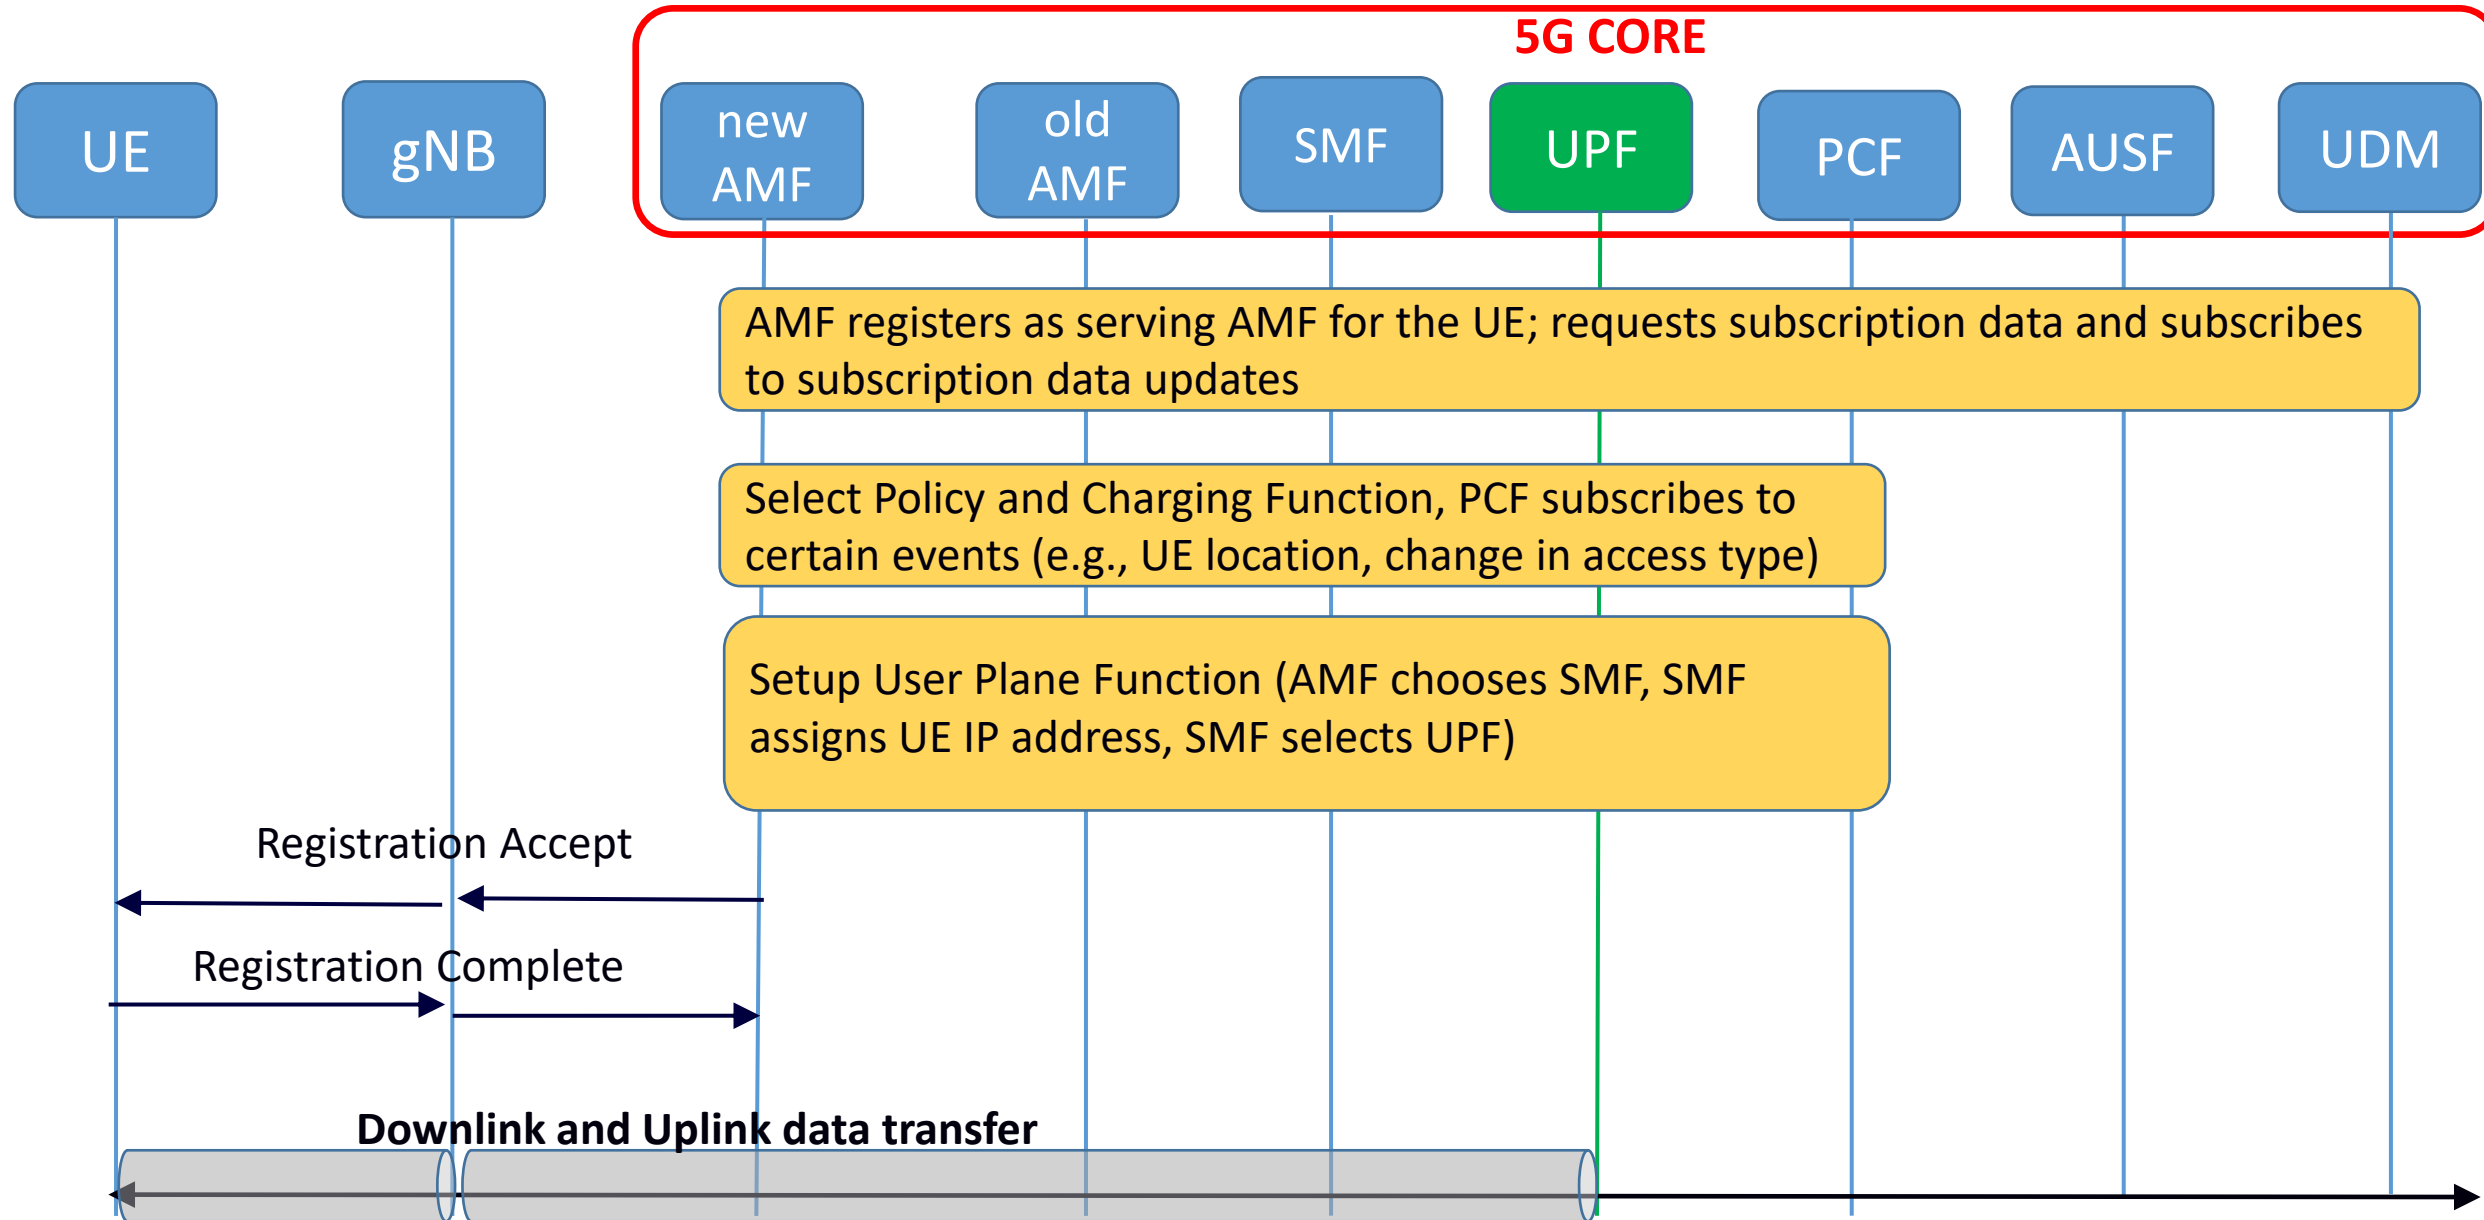 5G CORE
UE
gNB
new
AMF
old
AMF
SMF
UPF
PCF
AUSF
UDM
AMF registers as serving AMF for the UE; requests subscription data and subscribes
to subscription data updates
Select Policy and Charging Function, PCF subscribes to
certain events (e.g., UE location, change in access type)
Setup User Plane Function (AMF chooses SMF, SMF
assigns UE IP address, SMF selects UPF)
Registration Accept
Registration Complete
Downlink and Uplink data transfer